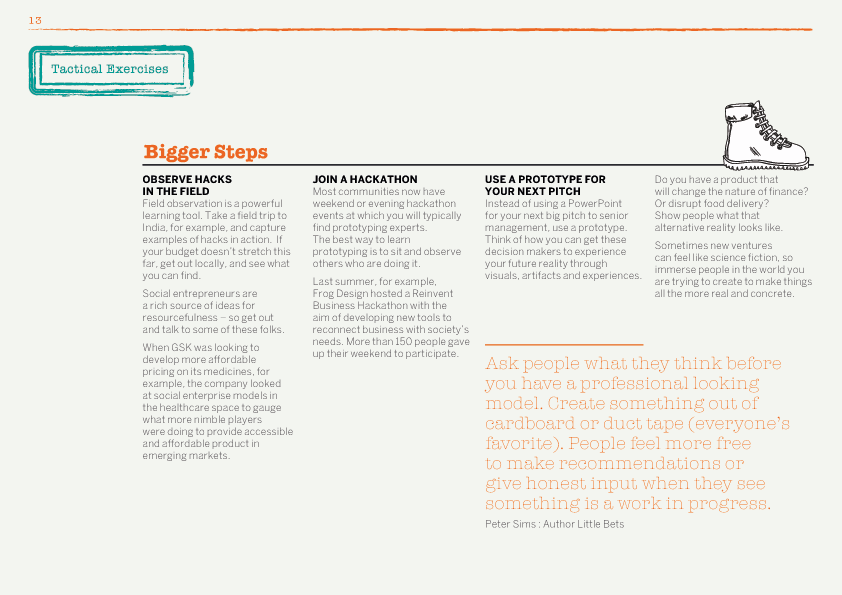 13
Tactical Exercises
Bigger Steps
OBSERVE HACKS
IN THE FIELD
Field observation is a powerful
learning tool. Take a field trip to
India, for example, and capture
examples of hacks in action.  If
your budget doesn't stretch this
far, get out locally, and see what
you can find.
Social entrepreneurs are
a rich source of ideas for
resourcefulness – so get out
and talk to some of these folks.
When GSK was looking to
develop more affordable
pricing on its medicines, for
example, the company looked
at social enterprise models in
the healthcare space to gauge
what more nimble players
were doing to provide accessible
and affordable product in
emerging markets.
JOIN A HACKATHON
Most communities now have
weekend or evening hackathon
events at which you will typically
find prototyping experts.
The best way to learn
prototyping is to sit and observe
others who are doing it.
Last summer, for example,
Frog Design hosted a Reinvent
Business Hackathon with the
aim of developing new tools to
reconnect business with society's
needs. More than 150 people gave
up their weekend to participate.
USE A PROTOTYPE FOR
YOUR NEXT PITCH
Instead of using a PowerPoint
for your next big pitch to senior
management, use a prototype.
Think of how you can get these
decision makers to experience
your future reality through
visuals, artifacts and experiences.
Do you have a product that
will change the nature of finance?
Or disrupt food delivery?
Show people what that
alternative reality looks like.
Sometimes new ventures
can feel like science fiction, so
immerse people in the world you
are trying to create to make things
all the more real and concrete.
Ask people what they think before
you have a professional looking
model. Create something out of
cardboard or duct tape (everyone's
favorite). People feel more free
to make recommendations or
give honest input when they see
something is a work in progress.
Peter Sims : Author Little Bets